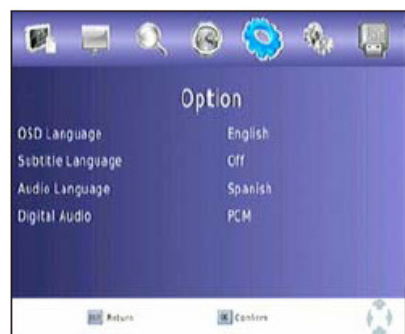 Option
OSD Language English
Subtitle Language Off
Audio Language Spanish
Digital Audio PCM
Return Confirm